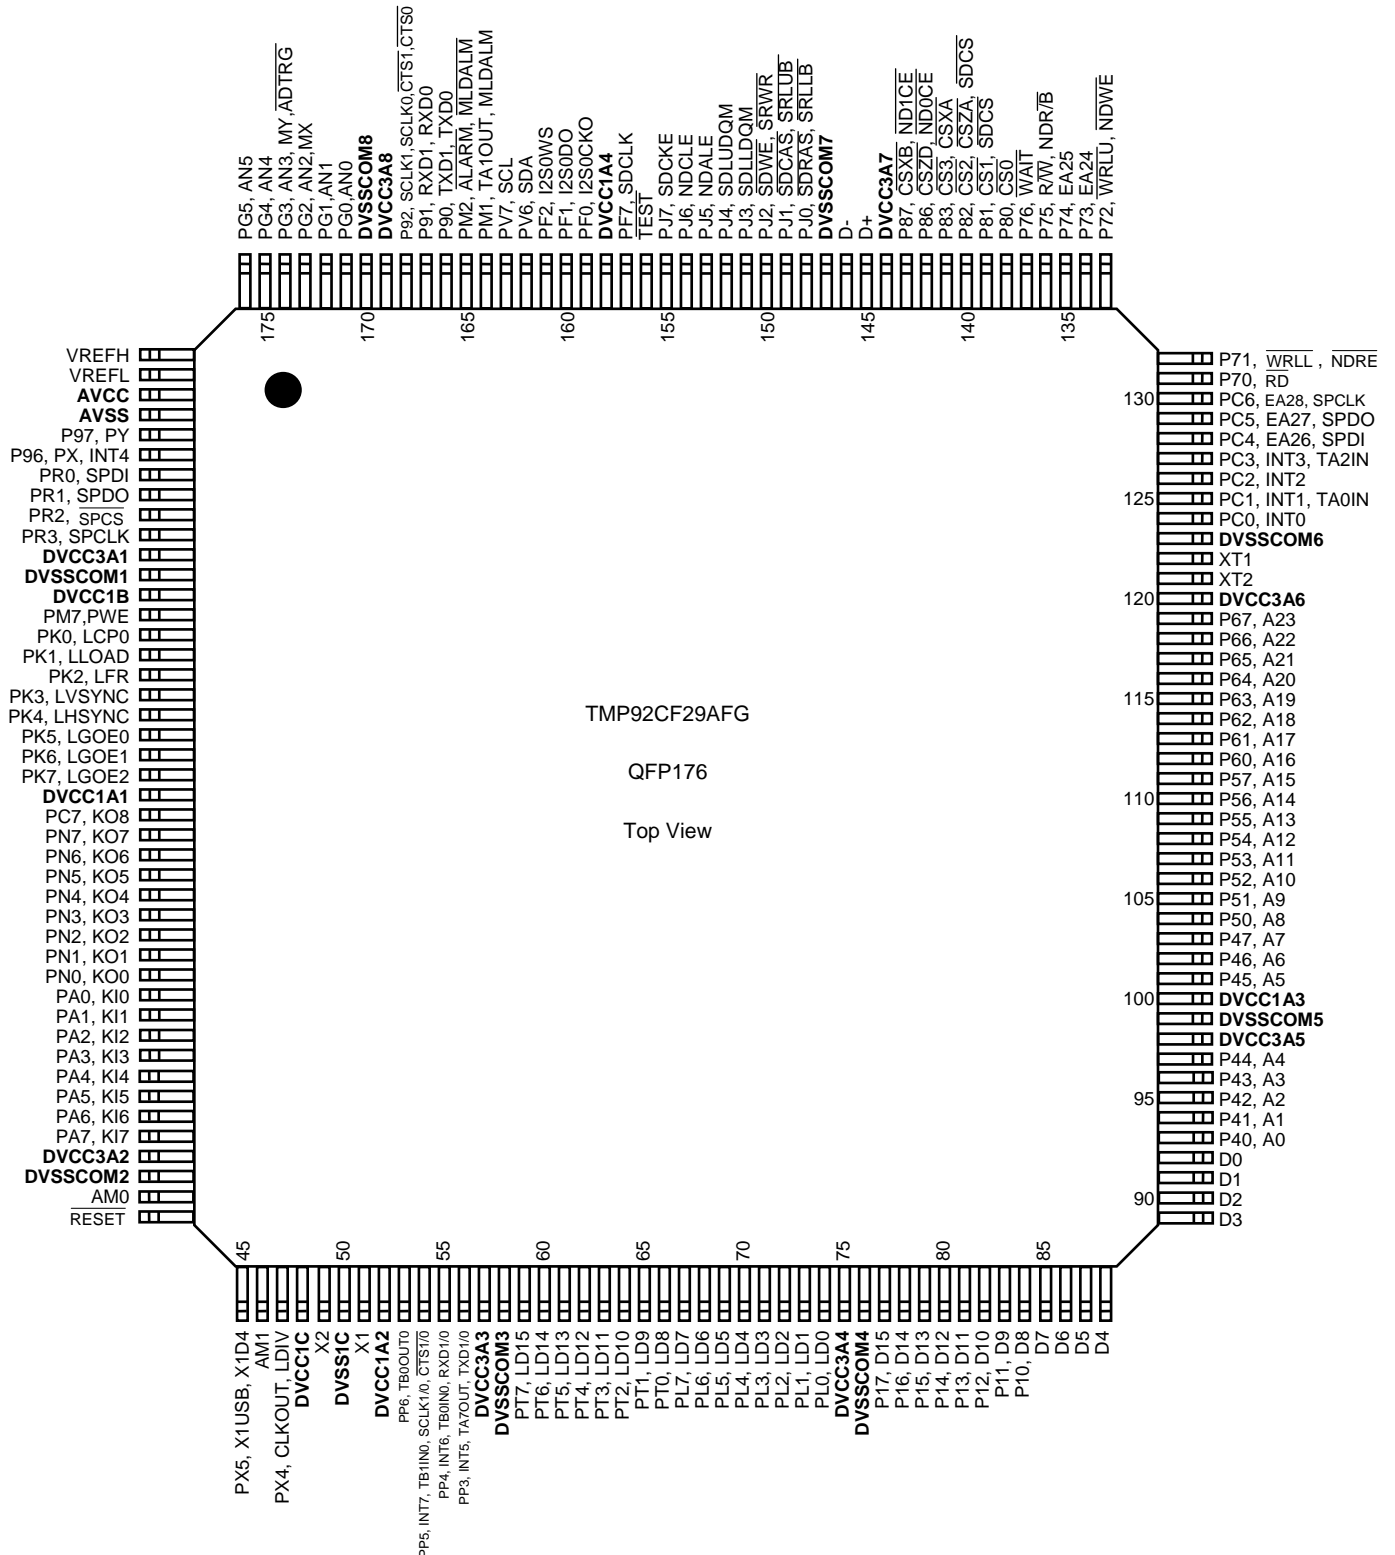 PG5, AN5
PG4, AN4
PG3, AN3, MY, ADTRG
PG2, AN2,MX
PG1,AN1
PG0,AN0
DVSSCOM8
DVCC3A8
P92, SCLK1,SCLK0,CTS1,CTS0
P91, RXD1, RXD0
P90, TXD1, TXD0
PM2, ALARM, MLDALM
PM1, TA1OUT, MLDALM
PV7, SCL
PV6, SDA
PF2, I2S0WS
PF1, I2S0DO
PF0, I2S0CKO
DVCC1A4
PF7, SDCLK
TEST
PJ7, SDCKE
PJ6, NDCLE
PJ5, NDALE
PJ4, SDLUDQM
PJ3, SDLLDQM
PJ2, SDWE, SRWR
PJ1, SDCAS, SRLUB
PJ0, SDRAS, SRLLB
DVSSCOM7
D-
D+
DVCC3A7
P87, CSXB, ND1CE
P86, CSZD, ND0CE
P83, CS3, CSXA
P82, CS2, CSZA, SDCS
P81, CS1, SDCS
P80, CS0
P76, WAIT
P75, R/W, NDR/B
P74, EA25
P73, EA24
P72, WRLU, NDWE
175
170
165
160
155
150
145
140
135
VREFH
VREFL
AVCC
AVSS
P97, PY
P96, PX, INT4
PR0, SPDI
PR1, SPDO
PR2, SPCS
PR3, SPCLK
DVCC3A1
DVSSCOM1
DVCC1B
PM7,PWE
PK0, LCP0
PK1, LLOAD
PK2, LFR
PK3, LVSYNC
PK4, LHSYNC
PK5, LGOE0
PK6, LGOE1
PK7, LGOE2
DVCC1A1
PC7, KO8
PN7, KO7
PN6, KO6
PN5, KO5
PN4, KO4
PN3, KO3
PN2, KO2
PN1, KO1
PN0, KO0
PA0, KI0
PA1, KI1
PA2, KI2
PA3, KI3
PA4, KI4
PA5, KI5
PA6, KI6
PA7, KI7
DVCC3A2
DVSSCOM2
AM0
RESET
TMP92CF29AFG
QFP176
Top View
P71, WRLL , NDRE
P70, RD
130 PC6, EA28, SPCLK
PC5, EA27, SPDO
PC4, EA26, SPDI
PC3, INT3, TA2IN
PC2, INT2
125 PC1, INT1, TA0IN
PC0, INT0
DVSSCOM6
XT1
XT2
120 DVCC3A6
P67, A23
P66, A22
P65, A21
P64, A20
115 P63, A19
P62, A18
P61, A17
P60, A16
P57, A15
110 P56, A14
P55, A13
P54, A12
P53, A11
P52, A10
105 P51, A9
P50, A8
P47, A7
P46, A6
P45, A5
100 DVCC1A3
DVSSCOM5
DVCC3A5
P44, A4
P43, A3
95 P42, A2
P41, A1
P40, A0
D0
D1
90 D2
D3
45
50
55
60
65
70
75
80
85
PX5, X1USB, X1D4
AM1
PX4, CLKOUT, LDIV
DVCC1C
X2
DVSS1C
X1
DVCC1A2
PP6, TB0OUT0
PP5, INT7, TB1IN0, SCLK1/0, CTS1/0
PP4, INT6, TB0IN0, RXD1/0
PP3, INT5, TA7OUT, TXD1/0
DVCC3A3
DVSSCOM3
PT7, LD15
PT6, LD14
PT5, LD13
PT4, LD12
PT3, LD11
PT2, LD10
PT1, LD9
PT0, LD8
PL7, LD7
PL6, LD6
PL5, LD5
PL4, LD4
PL3, LD3
PL2, LD2
PL1, LD1
PL0, LD0
DVCC3A4
DVSSCOM4
P17, D15
P16, D14
P15, D13
P14, D12
P13, D11
P12, D10
P11, D9
P10, D8
D7
D6
D5
D4